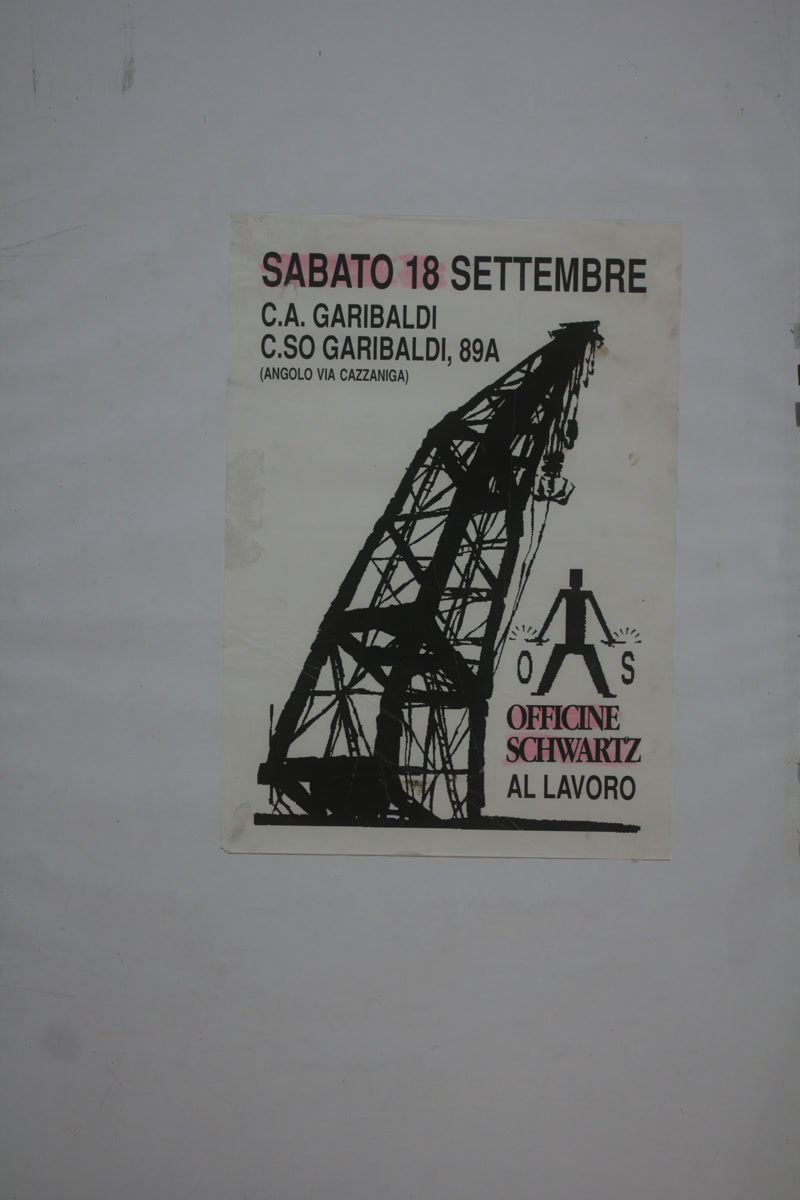 SABATO 18 SETTEMBRE
C.A. GARIBALDI
C.SO GARIBALDI, 89A
(ANGOLO VIA CAZZANIGA)
O S
OFFICINE
SCHWARTZ
AL LAVORO